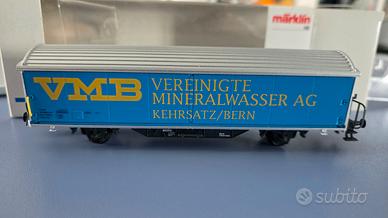 märklin
VMB
VEREINIGTE
MINERALWASSER AG
KEHRSATZ/BERN
subito